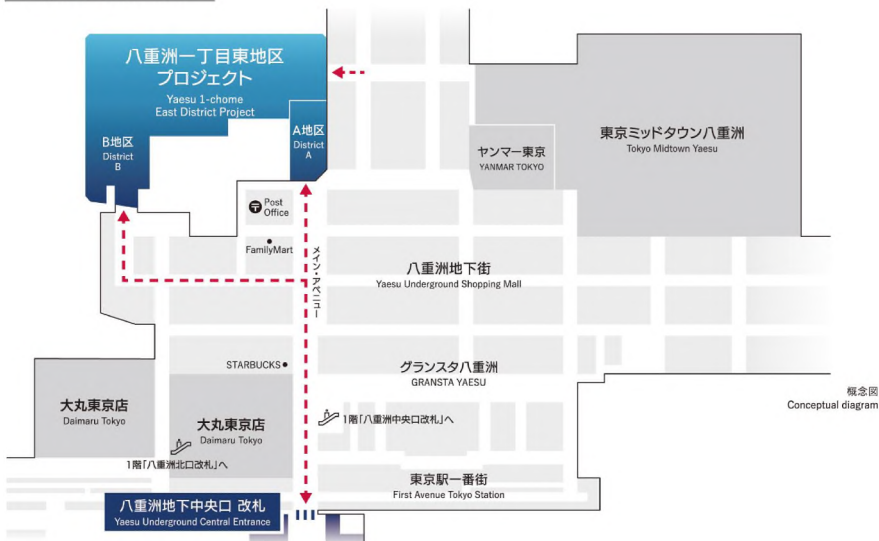 八重洲一丁目東地区
プロジェクト
Yaesu 1-chome
East District Project
B地区
District
B
A地区
District
A
ヤンマー東京
YANMAR TOKYO
東京ミッドタウン八重洲
Tokyo Midtown Yaesu
〒 Post
Office
FamilyMart
メイン・アベニュー
八重洲地下街
Yaesu Underground Shopping Mall
STARBUCKS
グランスタ八重洲
GRANSTA YAESU
概念図
Conceptual diagram
大丸東京店
Daimaru Tokyo
大丸東京店
Daimaru Tokyo
1階「八重洲中央口改札」へ
1階「八重洲北口改札」へ
東京駅一番街
First Avenue Tokyo Station
八重洲地下中央口 改札
Yaesu Underground Central Entrance